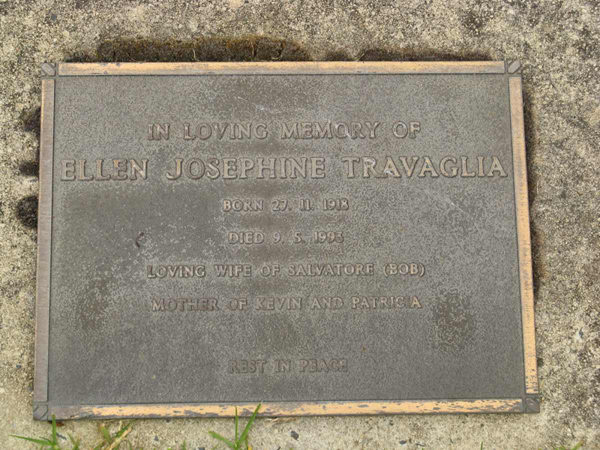 IN LOVING MEMORY OF
ELLEN JOSEPHINE TRAVAGLIA
BORN 27. 11. 1918
DIED 9. 5. 1993
LOVING WIFE OF SALVATORE (BOB)
MOTHER OF KEVIN AND PATRICIA
REST IN PEACE